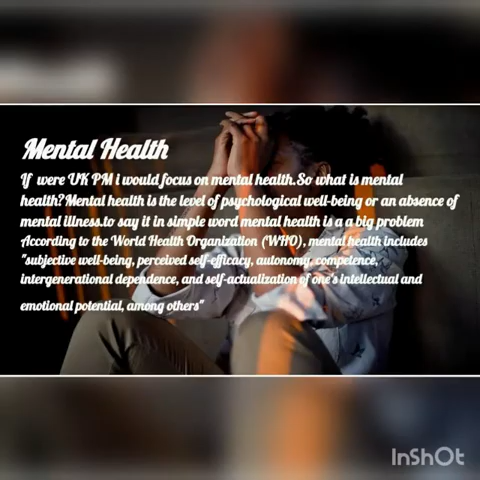 Mental Health
If were UK PM i would focus on mental health.So what is mental
health?Mental health is the level of psychological well-being or an absence of
mental illness.to say it in simple word mental health is a a big problem
According to the World Health Organization (WHO), mental health includes
"subjective well-being, perceived self-efficacy, autonomy, competence,
intergenerational dependence, and self-actualization of one's intellectual and
emotional potential, among others"
InShOt